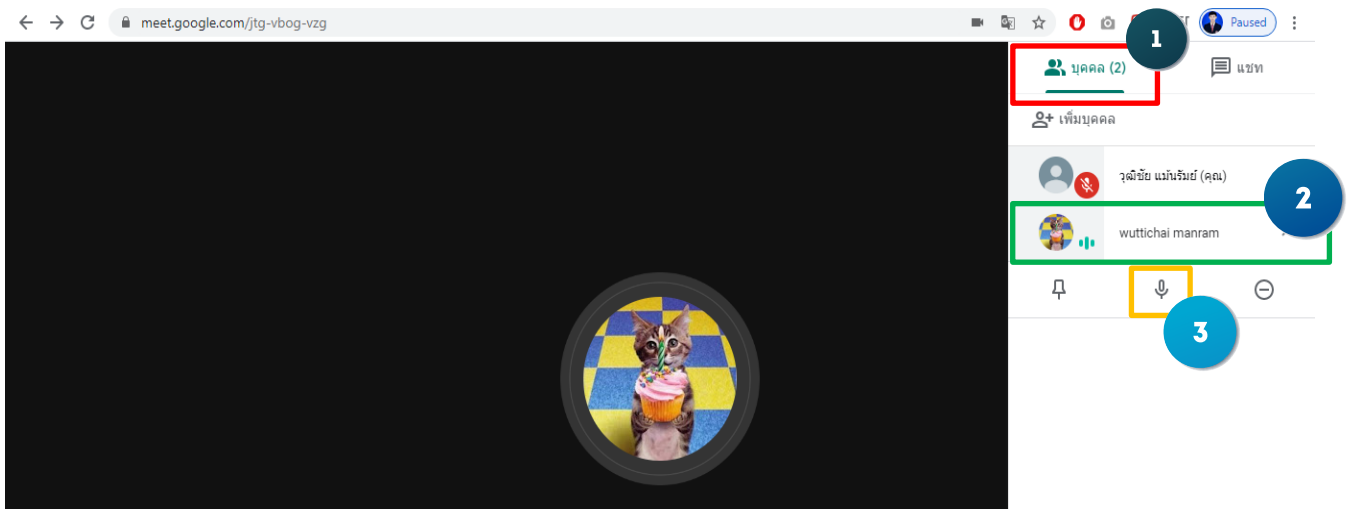 meet.google.com/jtg-vbog-vzg
Paused
1
บุคคล (2)
แชท
เพิ่มบุคคล
วุฒิชัย แม้นรัมย์ (คุณ)
2
wuttichai manram
3